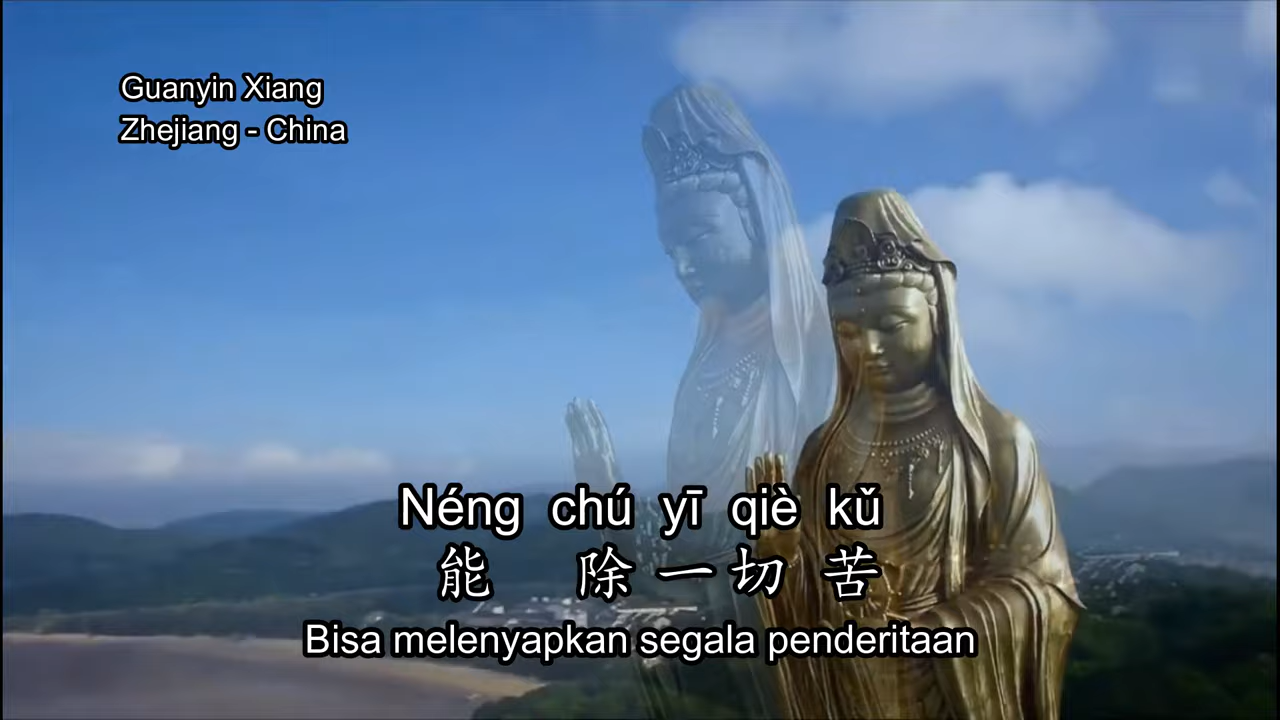 Guanyin Xiang
Zhejiang - China
Néng chú yī qiè kǔ
能 除 一 切 苦
Bisa melenyapkan segala penderitaan